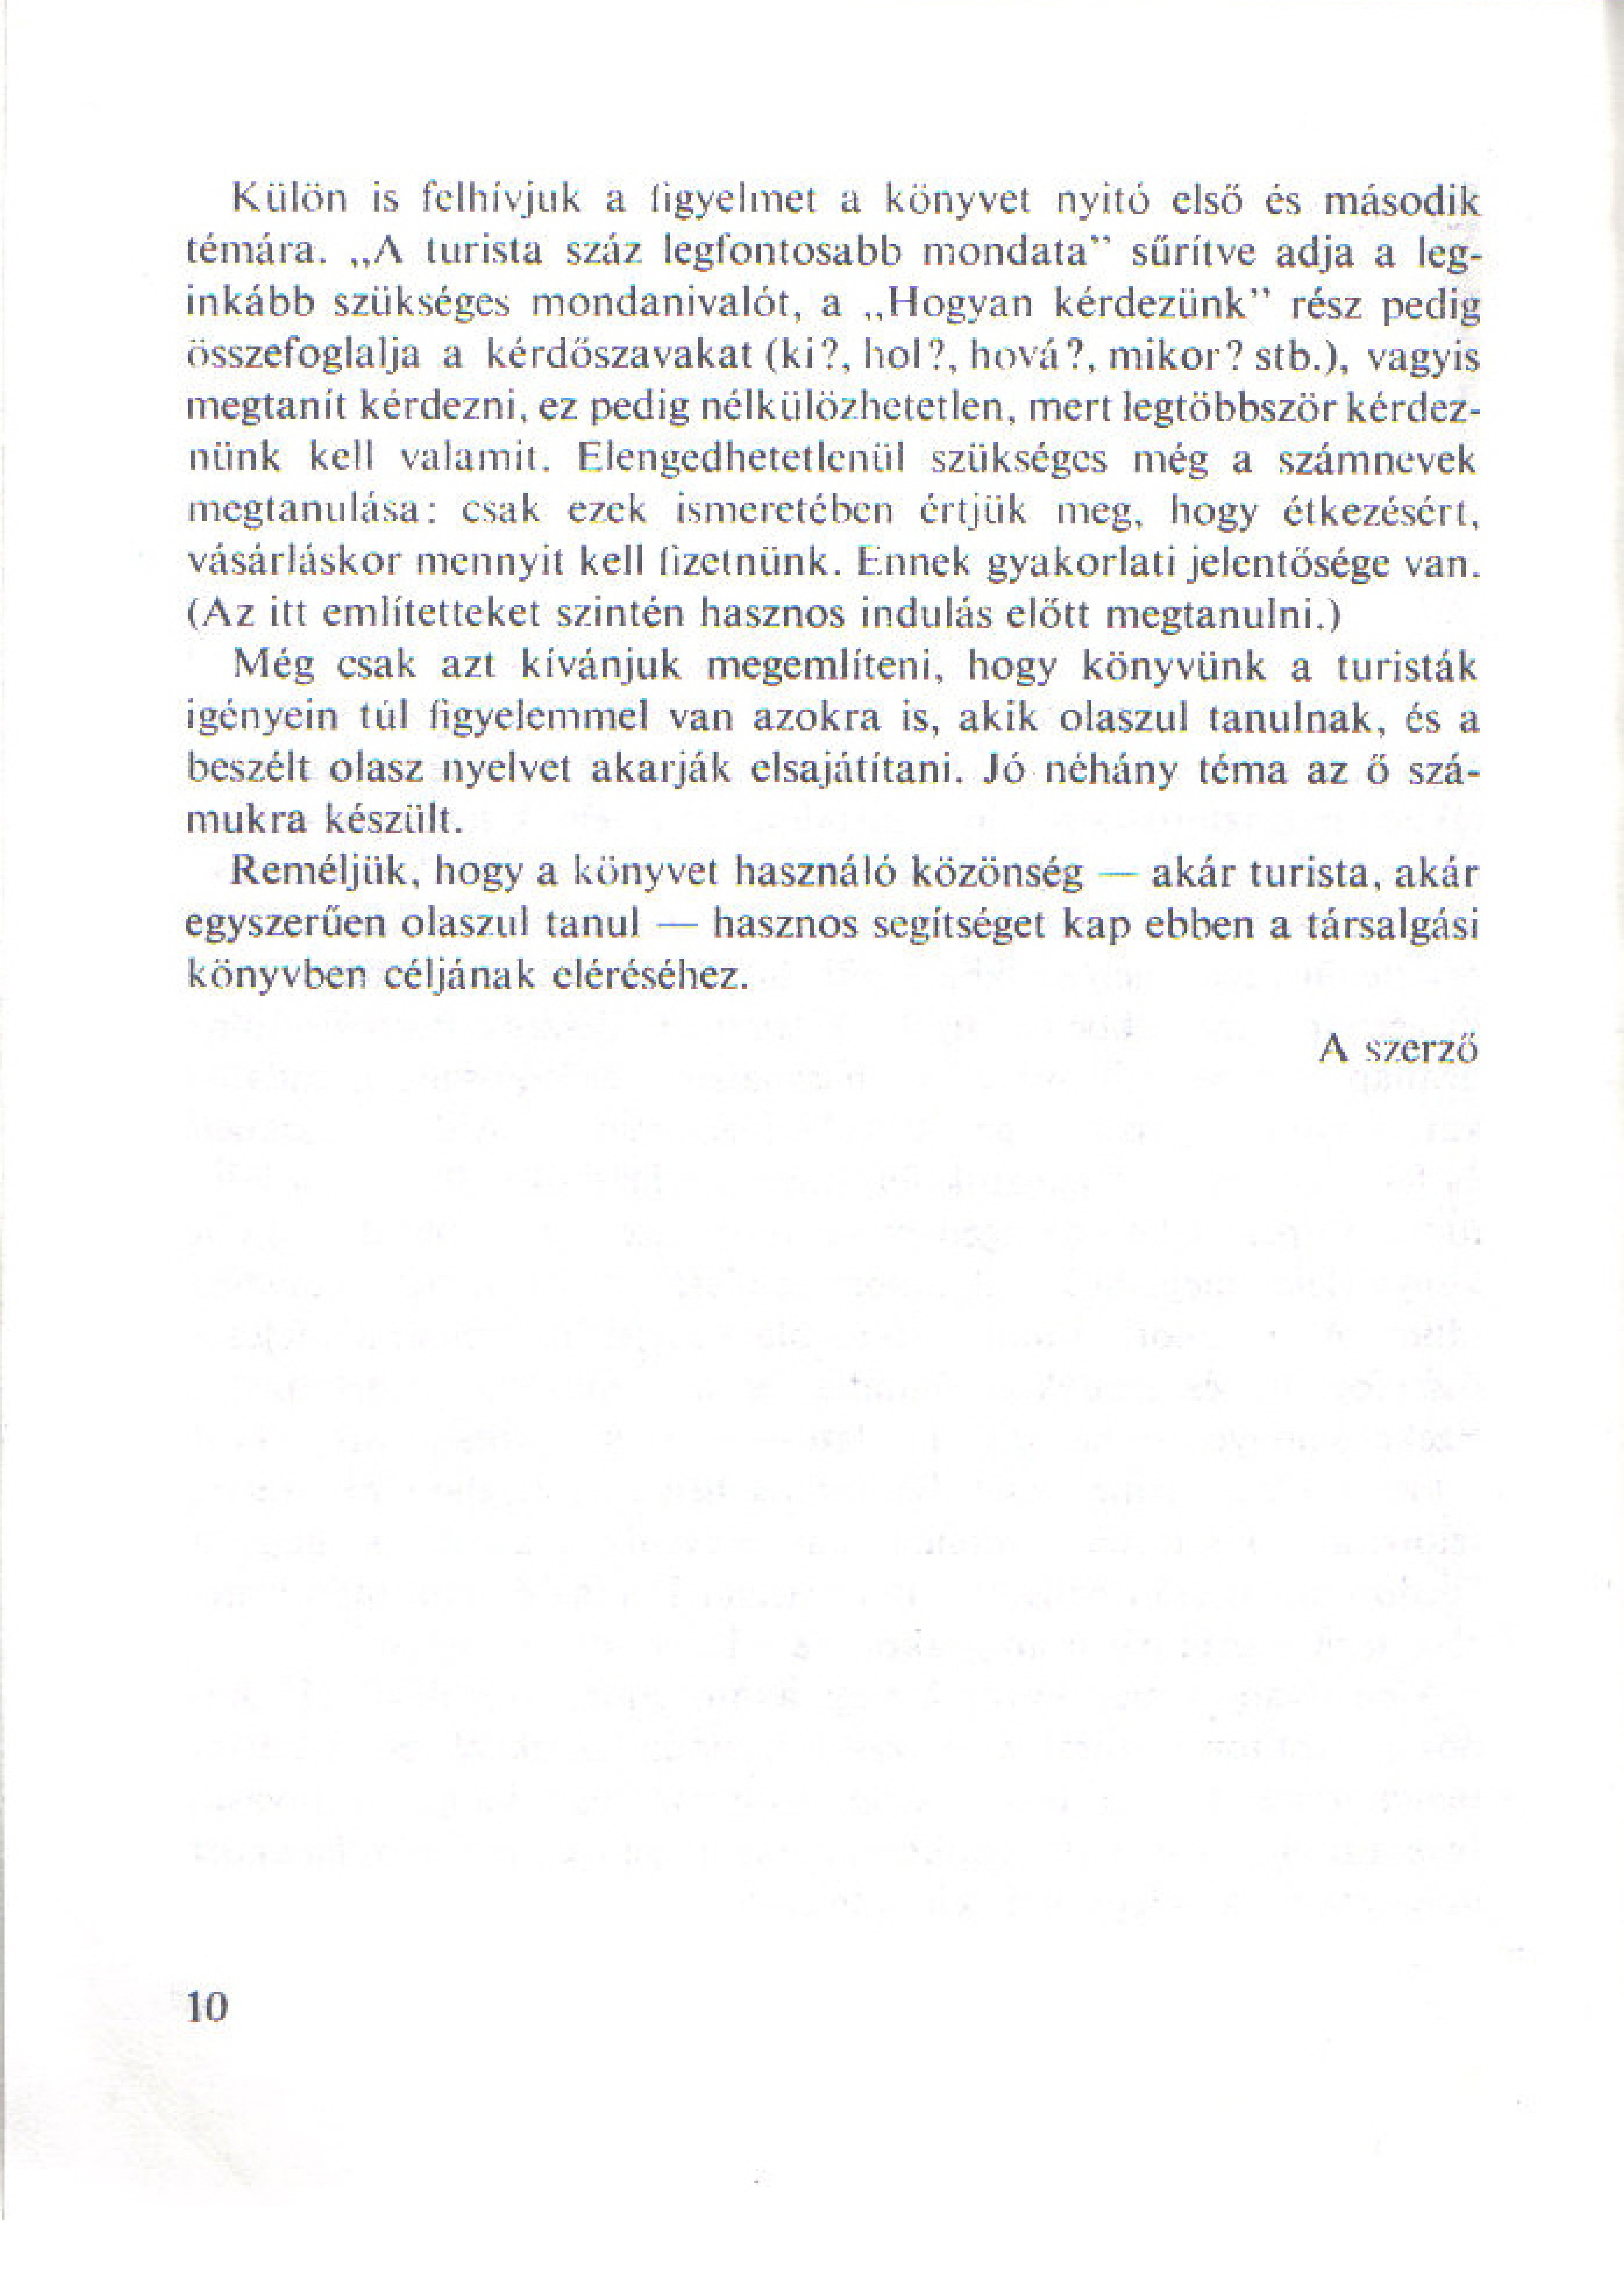 Külön is felhívjuk a figyelmet a könyvet nyitó első és második
témára. „A turista száz legfontosabb mondata” sűrítve adja a leg-
inkább szükséges mondanivalót, a „Hogyan kérdezünk” rész pedig
összefoglalja a kérdőszavakat (ki?, hol?, hová?, mikor? stb.), vagyis
megtanít kérdezni, ez pedig nélkülözhetetlen, mert legtöbbször kérdez-
nünk kell valamit. Elengedhetetlenül szükséges még a számnevek
megtanulása: csak ezek ismeretében értjük meg, hogy étkezésért,
vásárláskor mennyit kell fizetnünk. Ennek gyakorlati jelentősége van.
(Az itt említetteket szintén hasznos indulás előtt megtanulni.)
Még csak azt kívánjuk megemlíteni, hogy könyvünk a turisták
igényein túl figyelemmel van azokra is, akik olaszul tanulnak, és a
beszélt olasz nyelvet akarják elsajátítani. Jó néhány téma az ő szá-
mukra készült.
Reméljük, hogy a könyvet használó közönség — akár turista, akár
egyszerűen olaszul tanul — hasznos segítséget kap ebben a társalgási
könyvben céljának eléréséhez.
A szerző
10